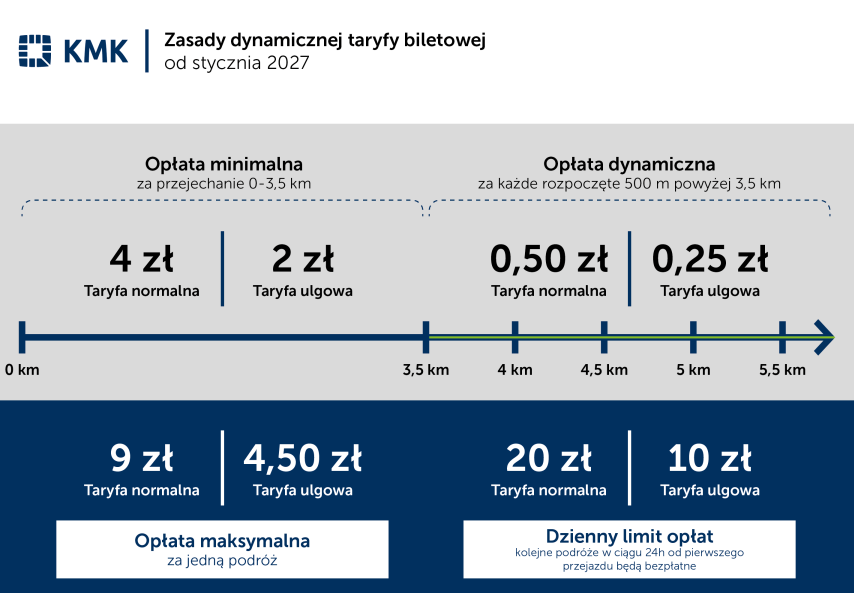 KMK
Zasady dynamicznej taryfy biletowej
od stycznia 2027
Opłata minimalna
za przejechanie 0-3,5 km
Opłata dynamiczna
za każde rozpoczęte 500 m powyżej 3,5 km
4 zł
Taryfa normalna
2 zł
Taryfa ulgowa
0,50 zł
Taryfa normalna
0,25 zł
Taryfa ulgowa
0 km
3,5 km
4 km
4,5 km
5 km
5,5 km
9 zł
Taryfa normalna
4,50 zł
Taryfa ulgowa
20 zł
Taryfa normalna
10 zł
Taryfa ulgowa
Opłata maksymalna
za jedną podróż
Dzienny limit opłat
kolejne podróże w ciągu 24h od pierwszego
przejazdu będą bezpłatne